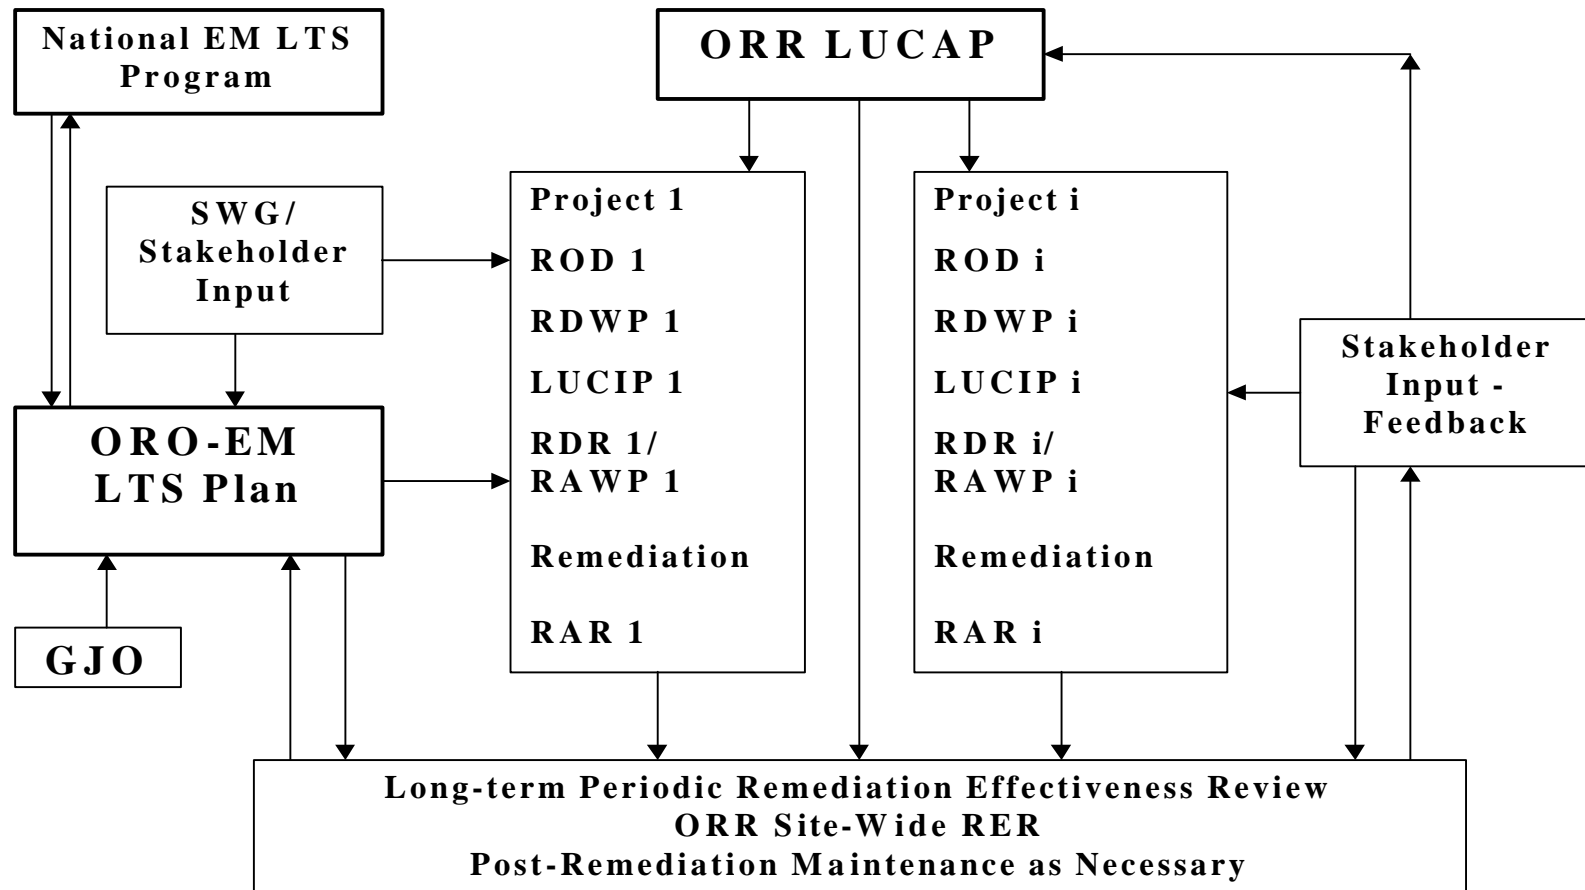 National EM LTS
Program
ORR LUCAP
SWG/
Stakeholder
Input
Project 1
ROD 1
RDWP 1
LUCIP 1
RDR 1/
RAWP 1
Remediation
RAR 1
Project i
ROD i
RDWP i
LUCIP i
RDR i/
RAWP i
Remediation
RAR i
Stakeholder
Input -
Feedback
ORO-EM
LTS Plan
GJO
Long-term Periodic Remediation Effectiveness Review
ORR Site-Wide RER
Post-Remediation Maintenance as Necessary